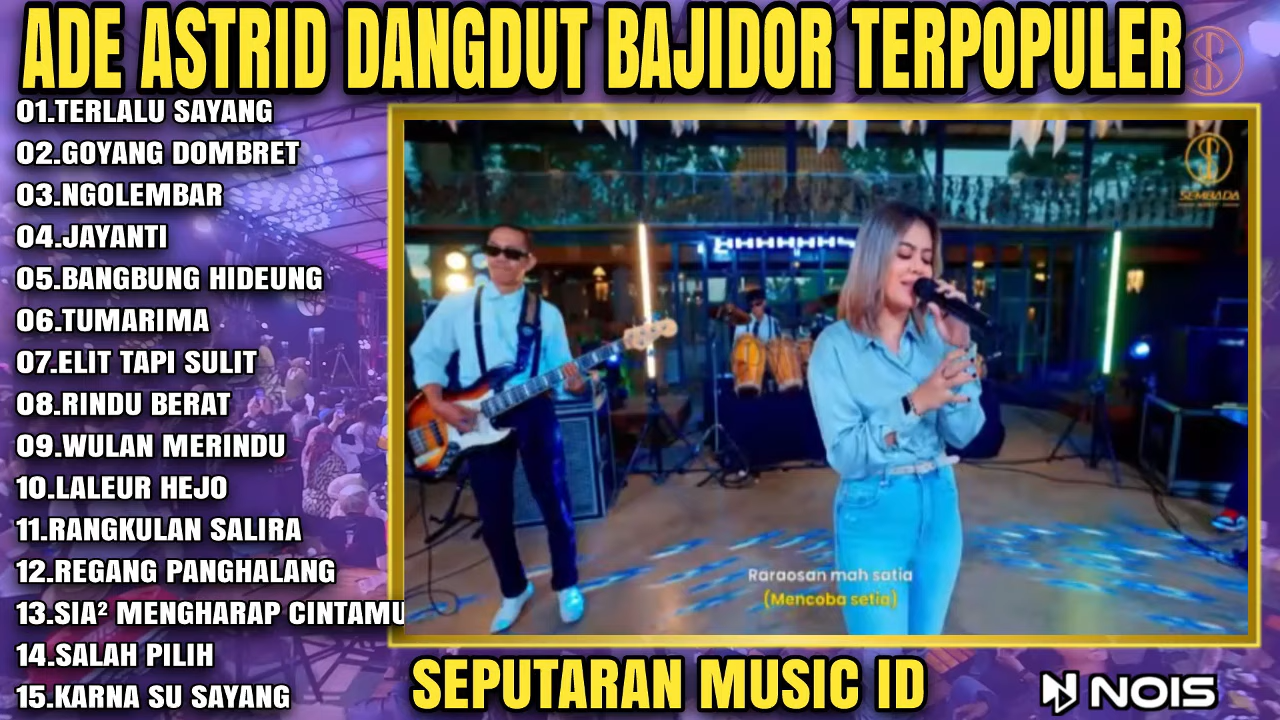 ADE ASTRID DANGDUT BAJIDOR TERPOPULER
01.TERLALU SAYANG
02.GOYANG DOMBRET
03.NGOLEMBAR
04.JAYANTI
05.BANGBUNG HIDEUNG
06.TUMARIMA
07.ELIT TAPI SULIT
08.RINDU BERAT
09.WULAN MERINDU
10.LALEUR HEJO
11.RANGKULAN SALIRA
12.REGANG PANGHALANG
13.SIA² MENGHARAP CINTAMU
14.SALAH PILIH
15.KARNA SU SAYANG
SEMBADA
Raraosan mah satia
(Mencoba setia)
SEPUTARAN MUSIC ID
NOIS